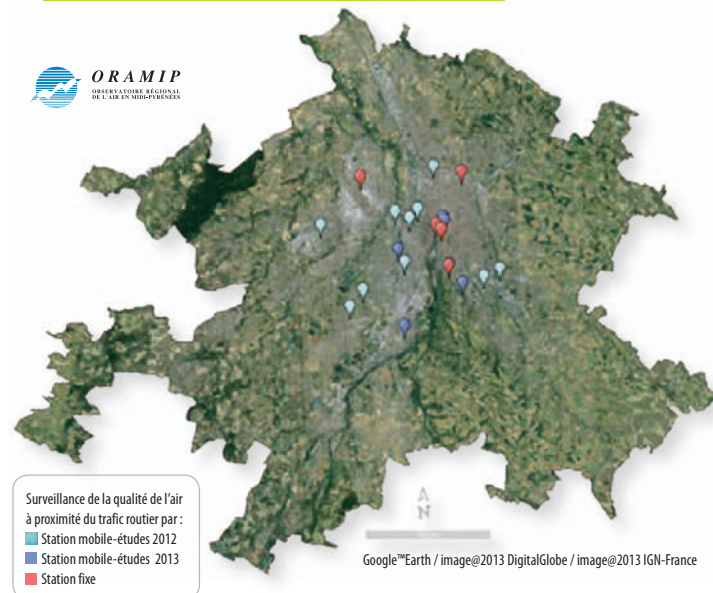 ORAMIP
OBSERVATOIRE RÉGIONAL
DE L'AIR EN MIDI-PYRÉNÉES
Surveillance de la qualité de l'air
à proximité du trafic routier par :
Station mobile-études 2012
Station mobile-études 2013
Station fixe
N
Google™Earth / image@2013 DigitalGlobe / image@2013 IGN-France